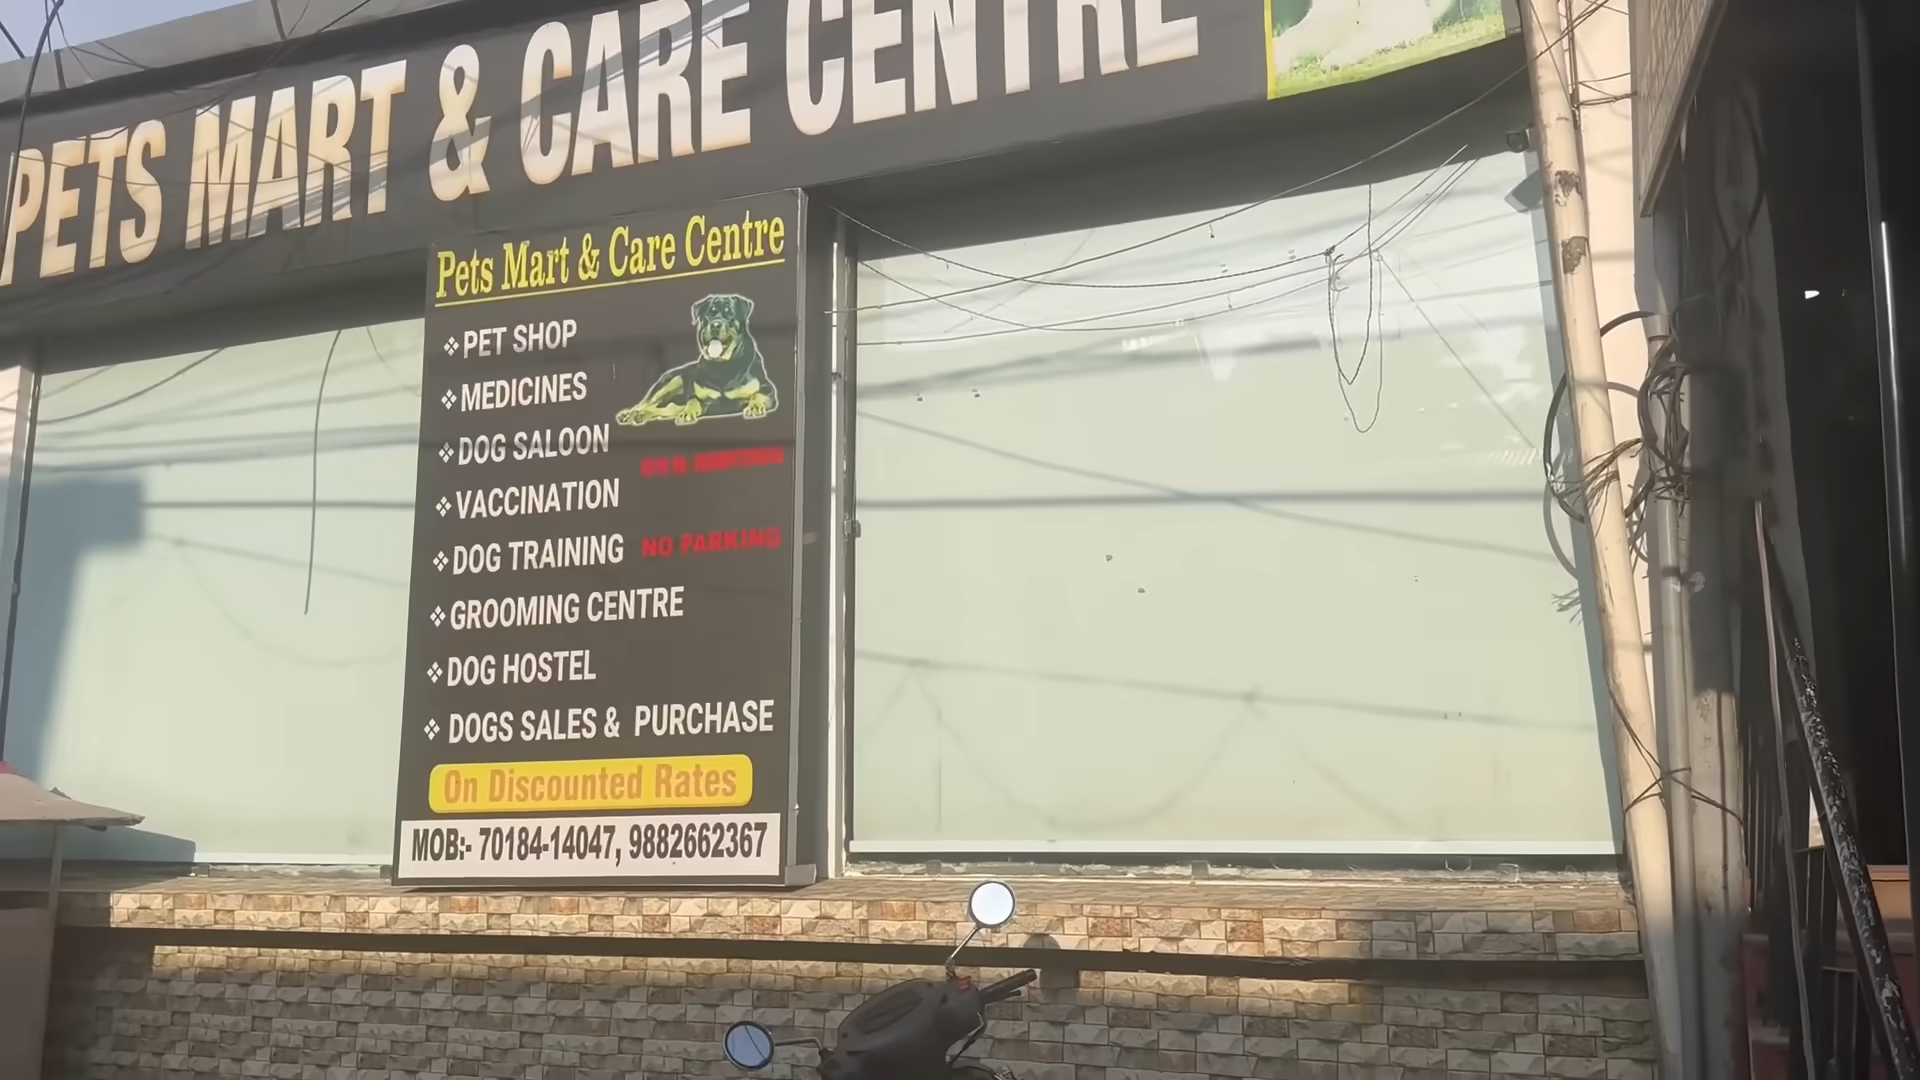 PETS MART & CARE CENTRE
Pets Mart & Care Centre
❖ PET SHOP
❖ MEDICINES
❖ DOG SALOON
❖ VACCINATION
❖ DOG TRAINING
NO PARKING
❖ GROOMING CENTRE
❖ DOG HOSTEL
❖ DOGS SALES & PURCHASE
On Discounted Rates
MOB:- 70184-14047, 9882662367